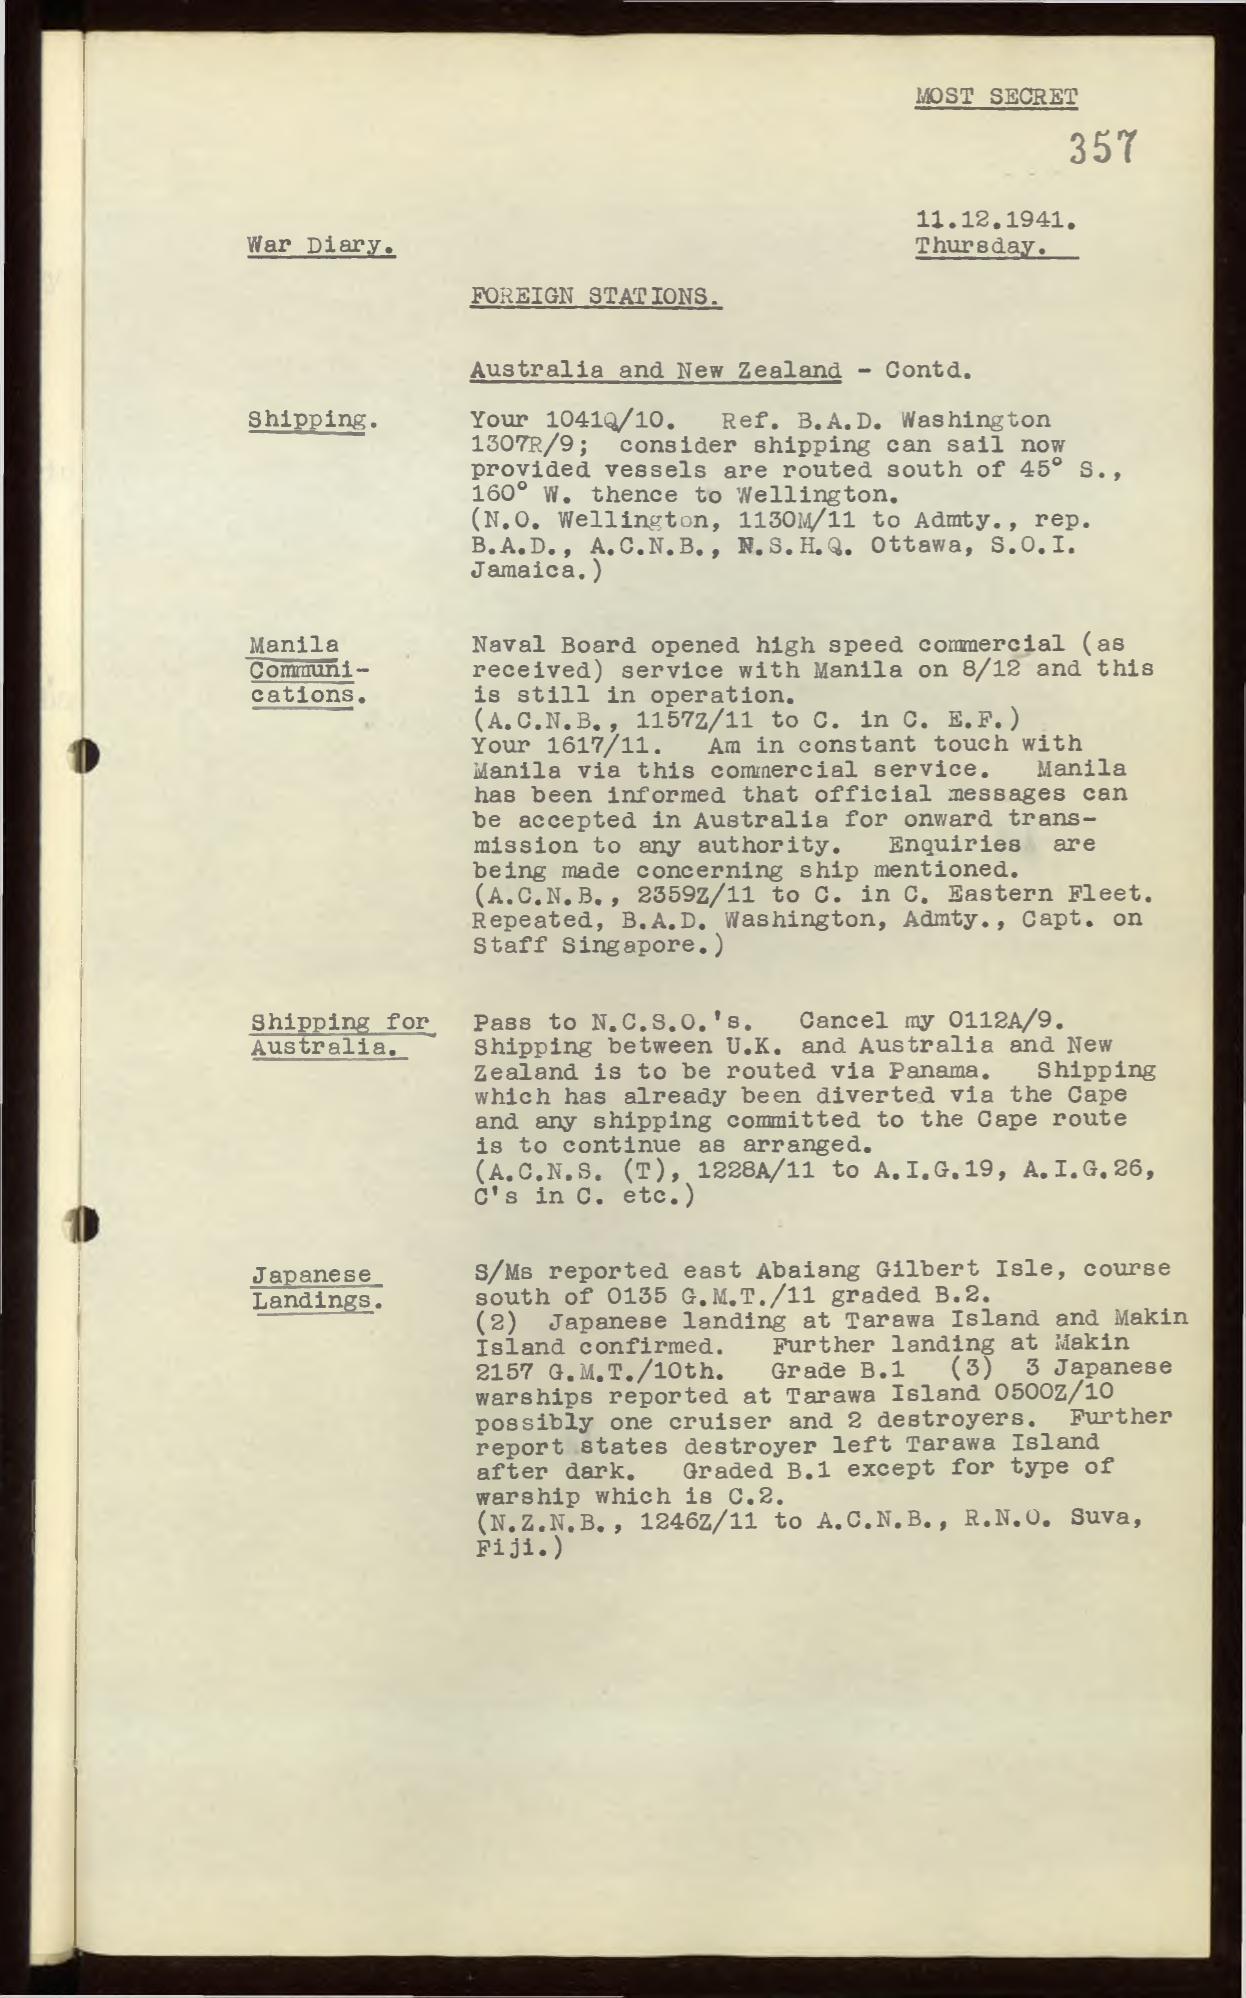 MOST SECRET
357
11.12.1941.
War Diary.
Thursday.
FOREIGN STATIONS.
Australia and New Zealand - Contd.
Shipping.
Your 1041Q/10. Ref. B.A.D. Washington
1307R/9; consider shipping can sail now
provided vessels are routed south of 45° S.,
160° W. thence to Wellington.
(N.O. Wellington, 1130M/11 to Admty., rep.
B.A.D., A.C.N.B., N.S.H.Q. Ottawa, S.O.I.
Jamaica.)
Manila
Communi-
cations.
Naval Board opened high speed commercial (as
received) service with Manila on 8/12 and this
is still in operation.
(A.C.N.B., 1157Z/11 to C. in C. E.F.)
Your 1617/11. Am in constant touch with
Manila via this commercial service. Manila
has been informed that official messages can
be accepted in Australia for onward trans-
mission to any authority. Enquiries are
being made concerning ship mentioned.
(A.C.N.B., 2359Z/11 to C. in C. Eastern Fleet.
Repeated, B.A.D. Washington, Admty., Capt. on
Staff Singapore.)
Shipping for
Australia.
Pass to N.C.S.O.'s. Cancel my 0112A/9.
Shipping between U.K. and Australia and New
Zealand is to be routed via Panama. Shipping
which has already been diverted via the Cape
and any shipping committed to the Cape route
is to continue as arranged.
(A.C.N.S. (T), 1228A/11 to A.I.G.19, A.I.G.26,
C's in C. etc.)
Japanese
Landings.
S/Ms reported east Abaiang Gilbert Isle, course
south of 0135 G.M.T./11 graded B.2.
(2) Japanese landing at Tarawa Island and Makin
Island confirmed. Further landing at Makin
2157 G.M.T./10th. Grade B.1 (3) 3 Japanese
warships reported at Tarawa Island 0500Z/10
possibly one cruiser and 2 destroyers. Further
report states destroyer left Tarawa Island
after dark. Graded B.1 except for type of
warship which is C.2.
(N.Z.N.B., 1246Z/11 to A.C.N.B., R.N.O. Suva,
Fiji.)